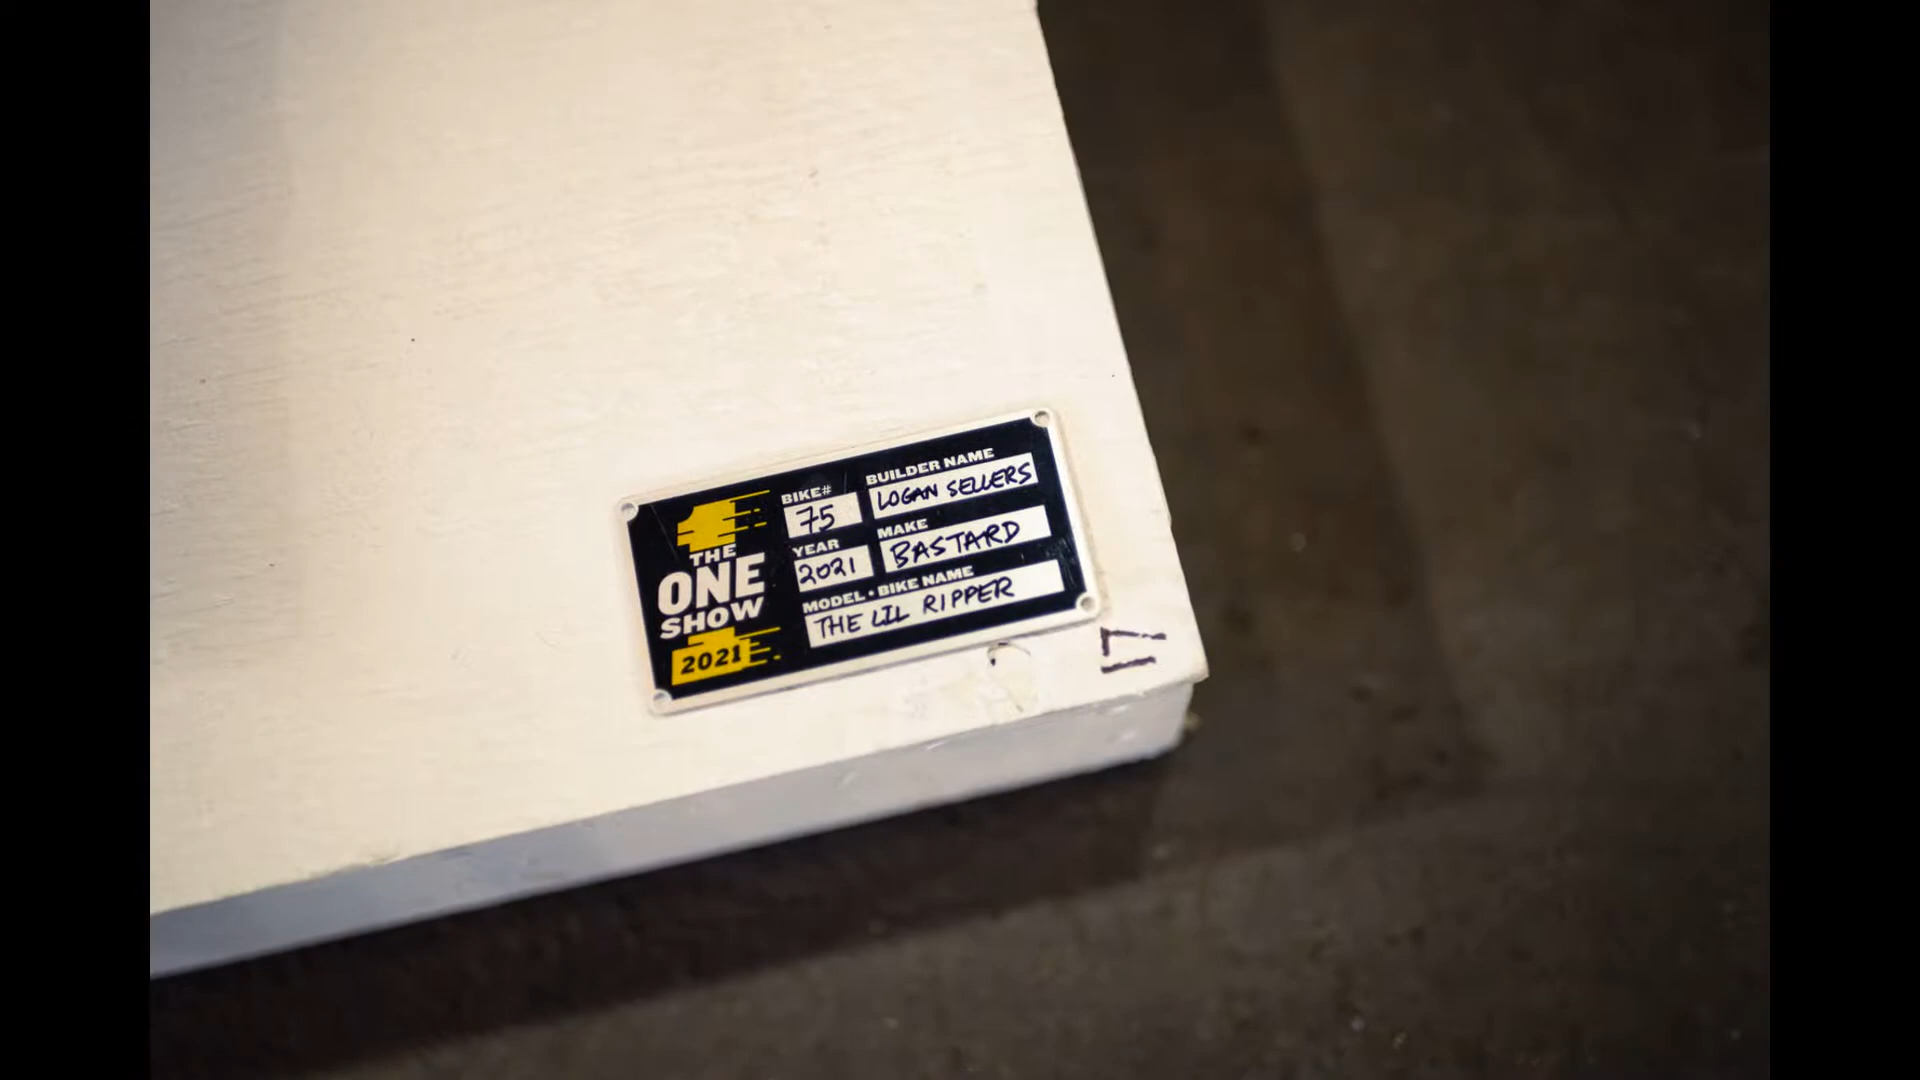 THE
ONE
SHOW
2021
BIKE#
75
BUILDER NAME
LOGAN SELLERS
YEAR
2021
MAKE
BASTARD
MODEL • BIKE NAME
THE LIL RIPPER